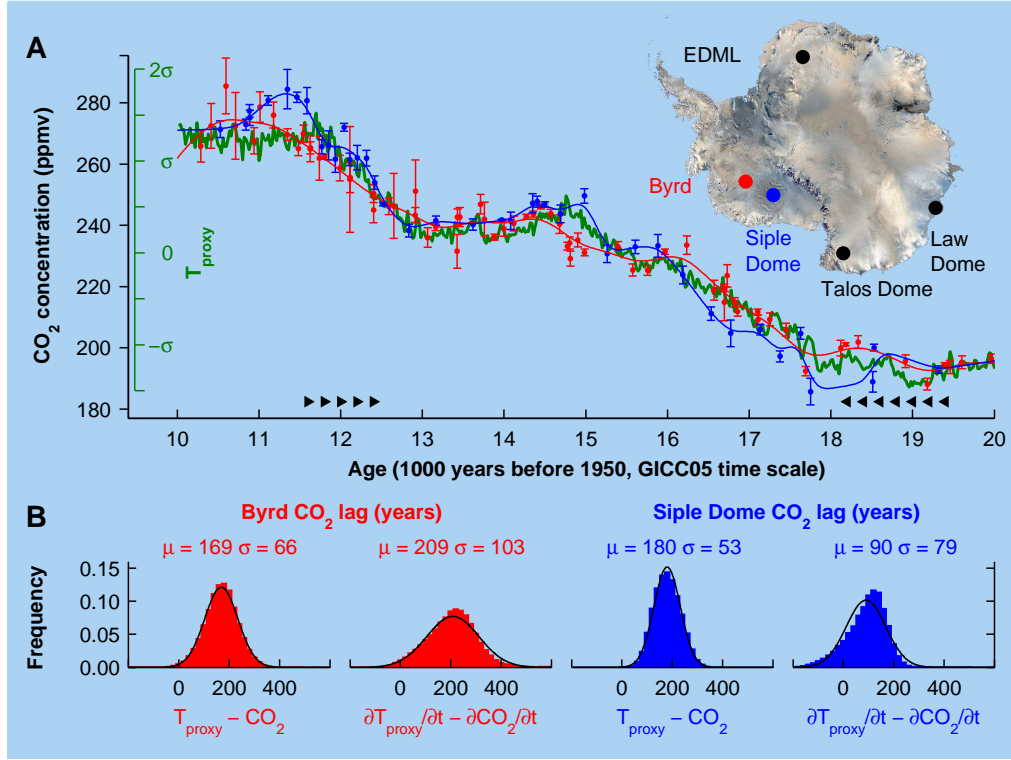 A
CO2 concentration (ppmv)
280
260
240
220
200
180
2σ
σ
0
−σ
Tproxy
EDML
Byrd
Siple
Dome
Law
Dome
Talos Dome
10 11 12 13 14 15 16 17 18 19 20
Age (1000 years before 1950, GICC05 time scale)
B
Byrd CO2 lag (years)
Siple Dome CO2 lag (years)
μ = 169 σ = 66
μ = 209 σ = 103
μ = 180 σ = 53
μ = 90 σ = 79
Frequency
0.15
0.10
0.05
0.00
0 200 400
0 200 400
0 200 400
0 200 400
Tproxy − CO2
∂Tproxy/∂t − ∂CO2/∂t
Tproxy − CO2
∂Tproxy/∂t − ∂CO2/∂t